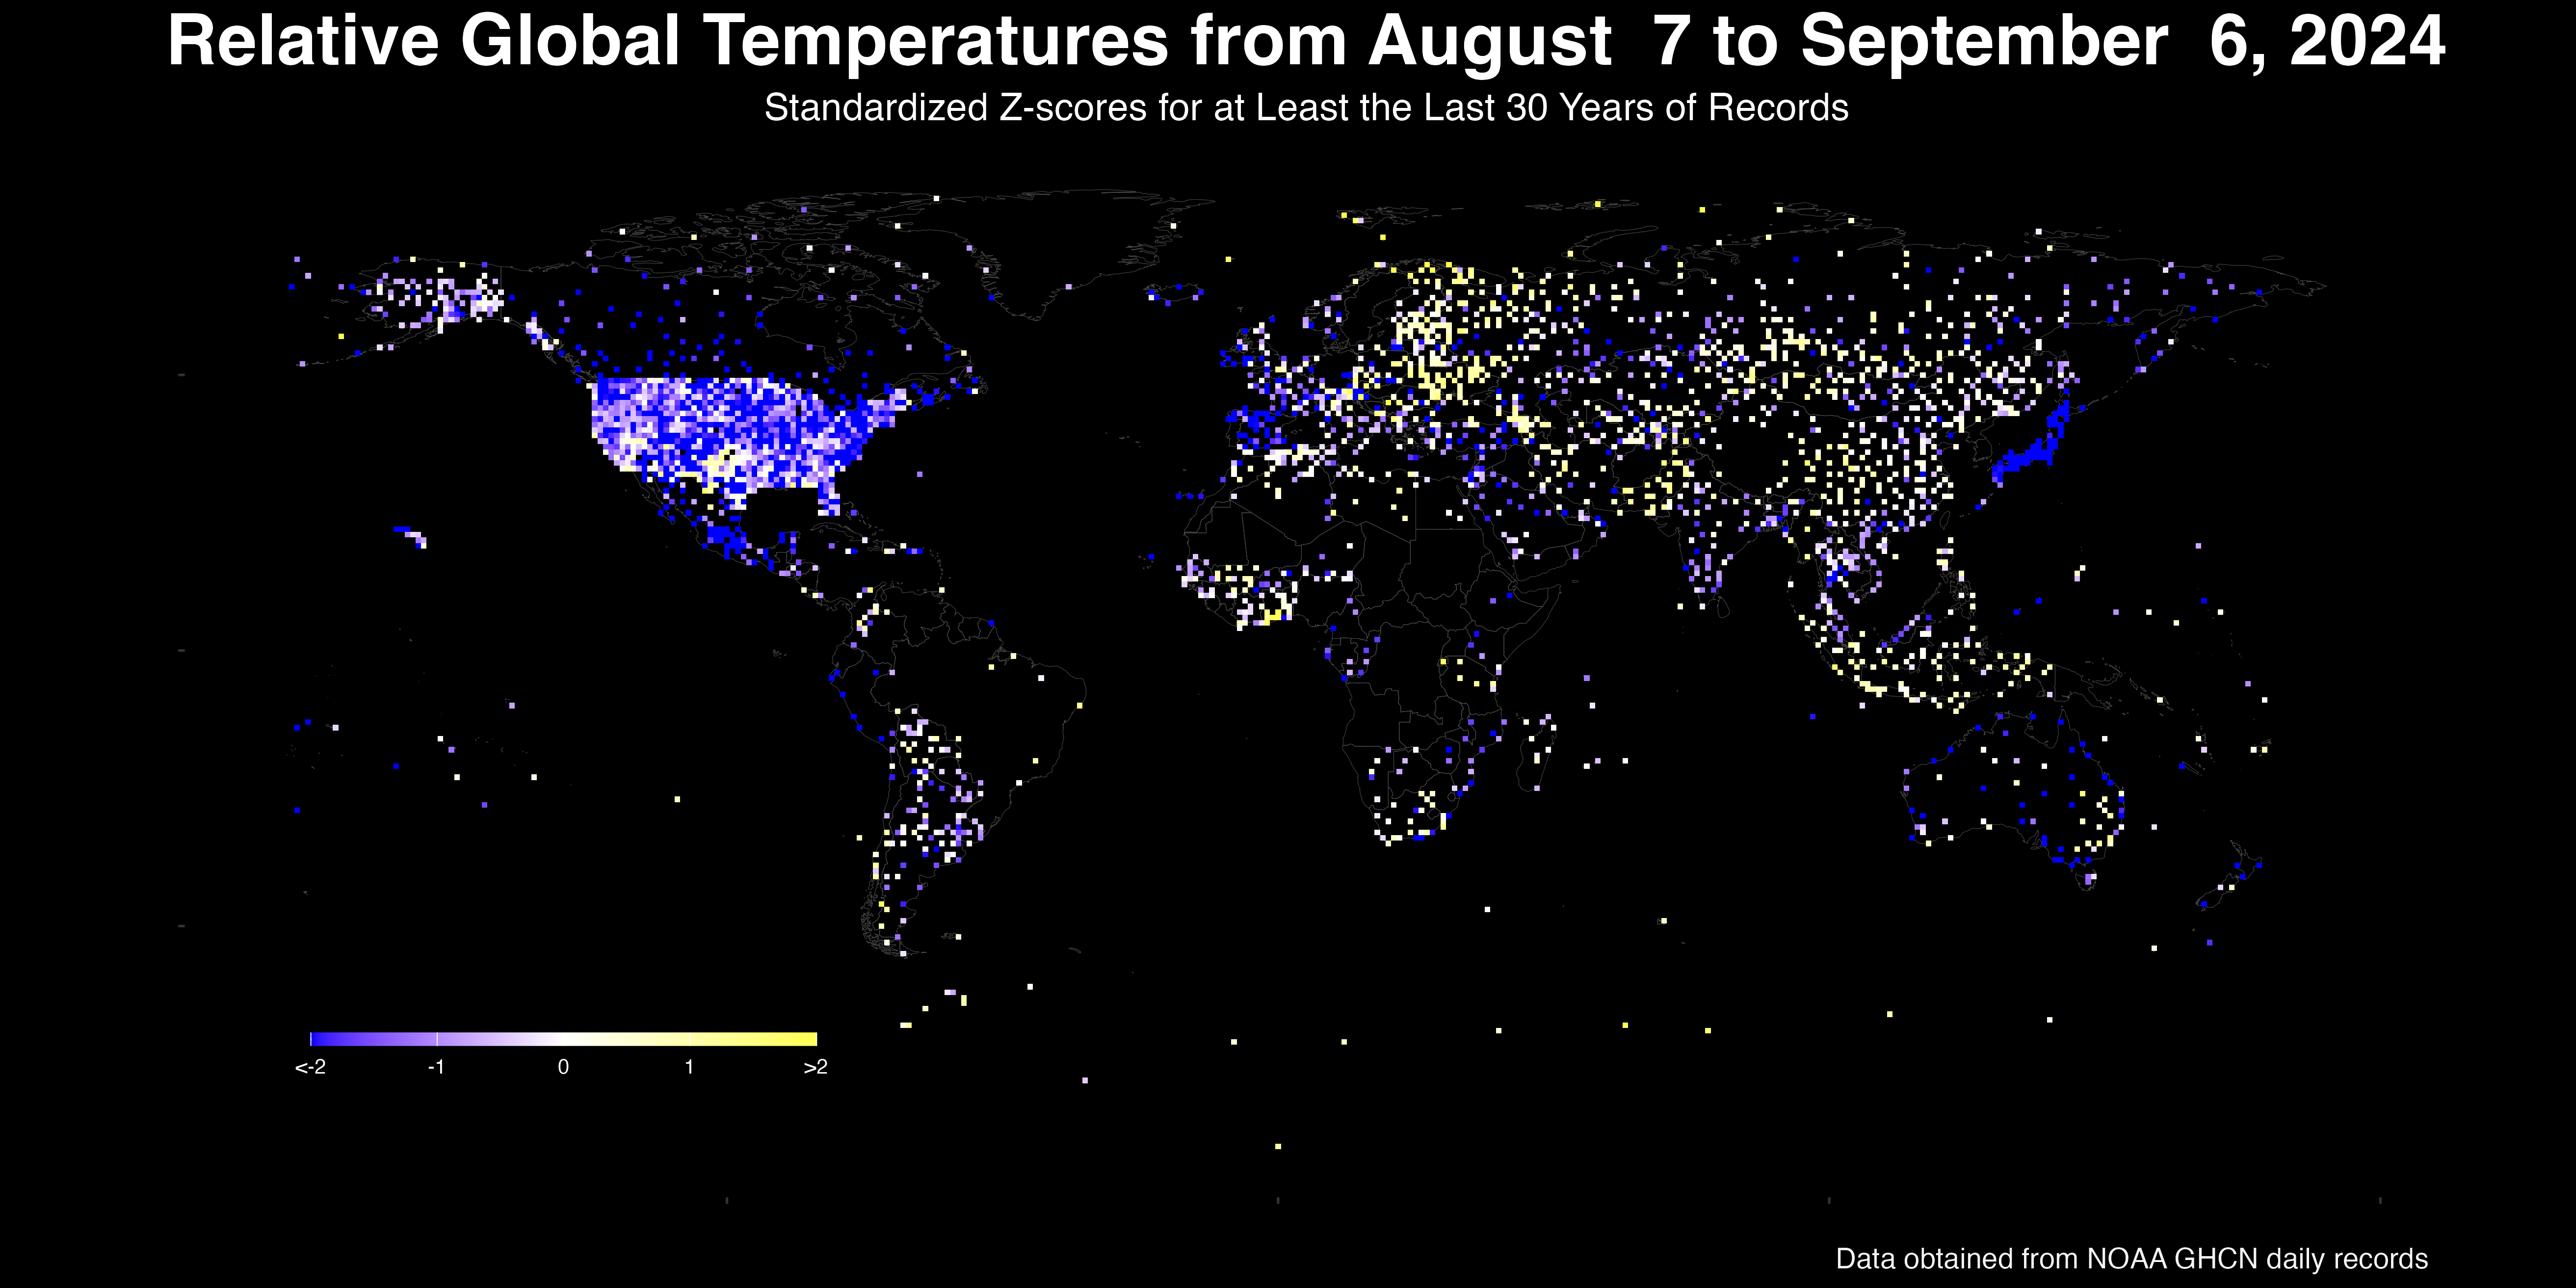 Relative Global Temperatures from August  7 to September  6, 2024
Standardized Z-scores for at Least the Last 30 Years of Records
<-2 -1 0 1 >2
Data obtained from NOAA GHCN daily records